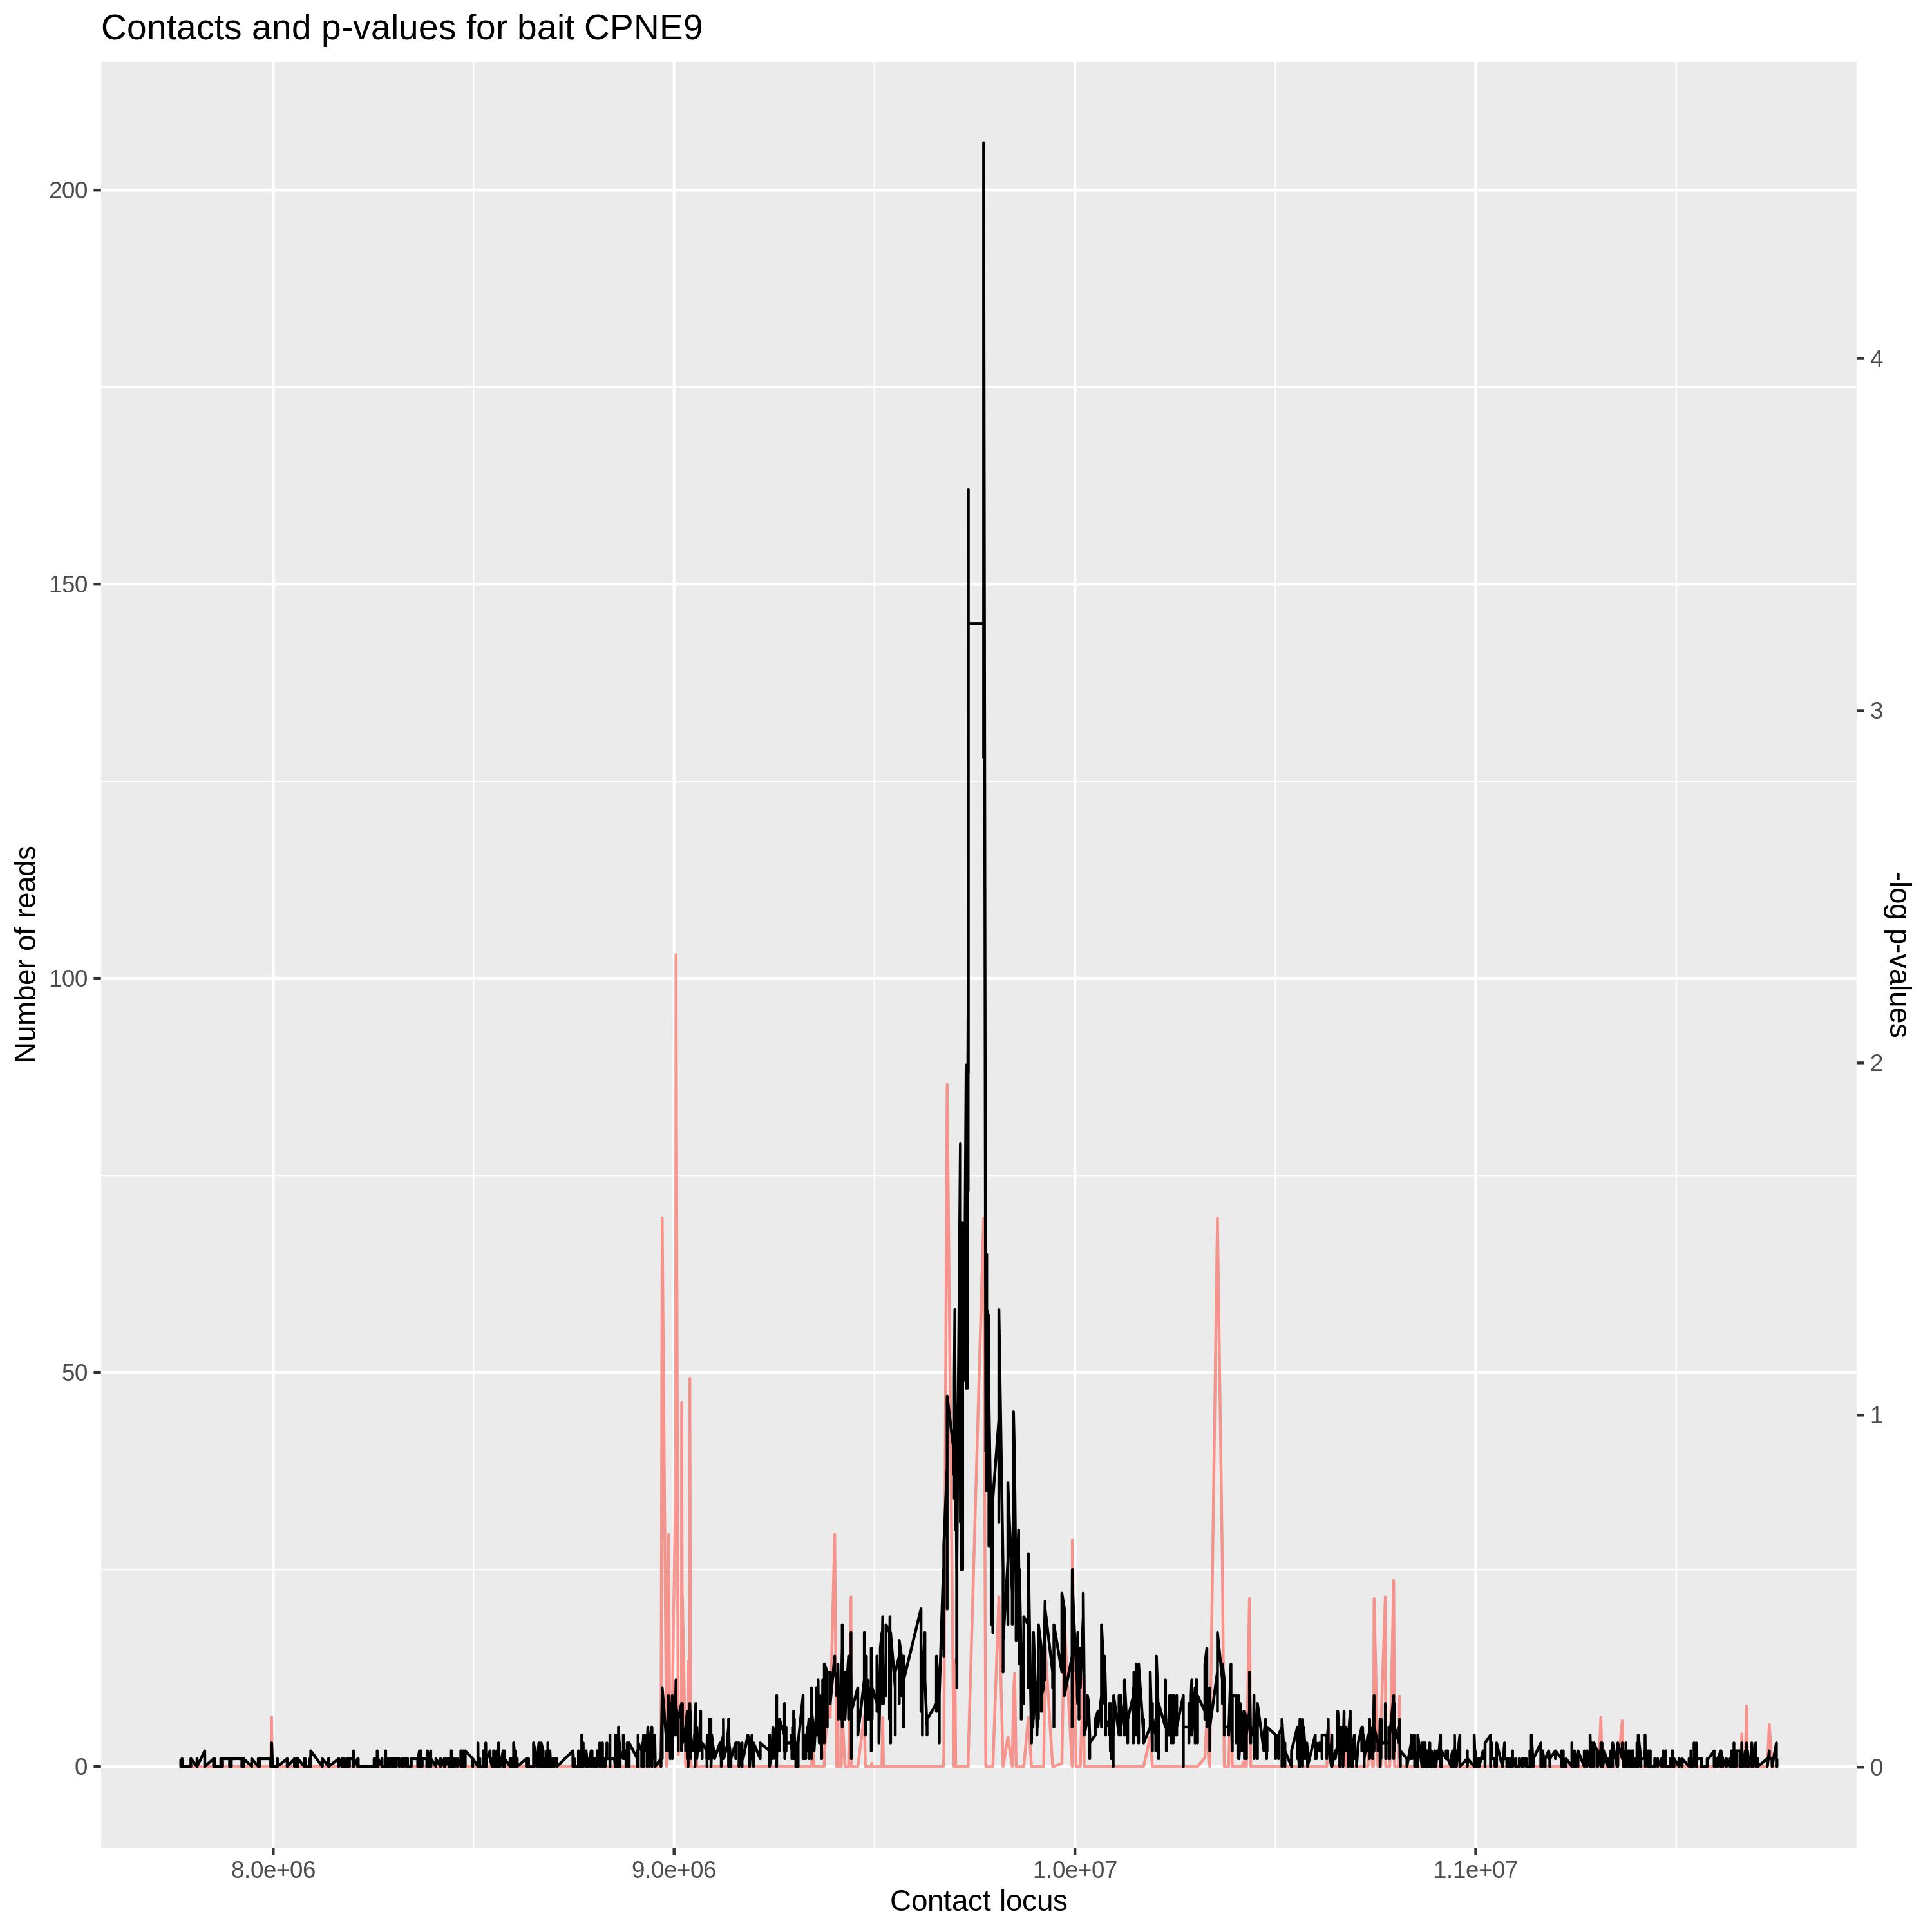 Contacts and p-values for bait CPNE9
200
150
100
50
0
Number of reads
4
3
2
1
0
-log p-values
8.0e+06
9.0e+06
1.0e+07
1.1e+07
Contact locus